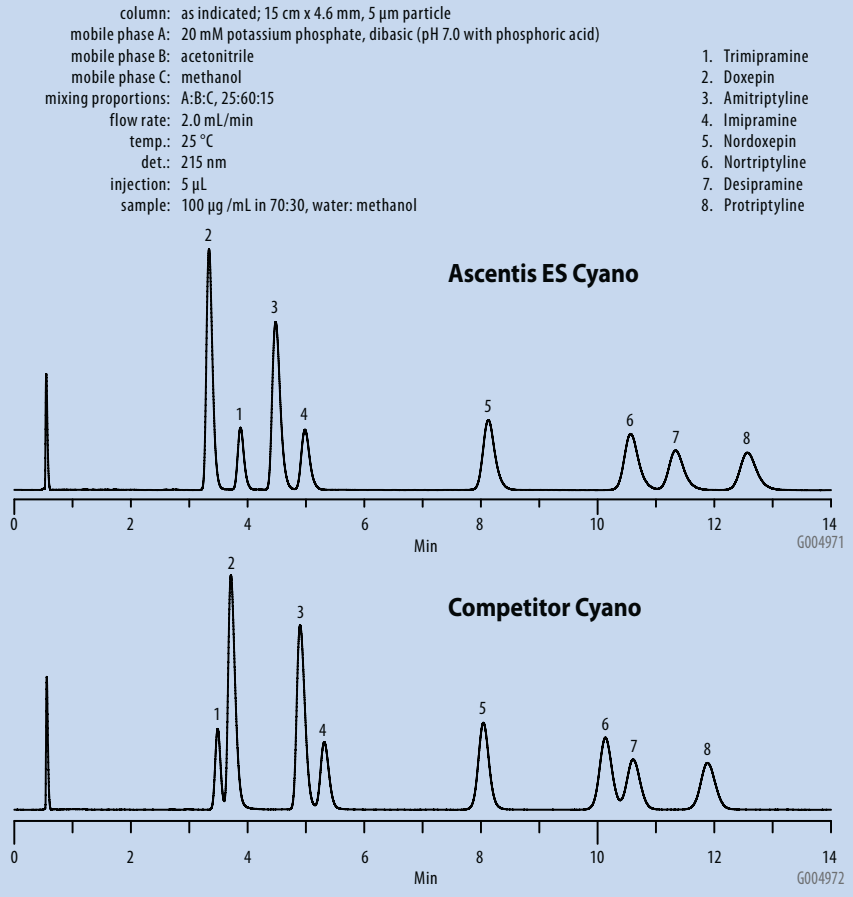 column: as indicated; 15 cm x 4.6 mm, 5 µm particle
mobile phase A: 20 mM potassium phosphate, dibasic (pH 7.0 with phosphoric acid)
mobile phase B: acetonitrile
mobile phase C: methanol
mixing proportions: A:B:C, 25:60:15
flow rate: 2.0 mL/min
temp.: 25 °C
det.: 215 nm
injection: 5 µL
sample: 100 µg /mL in 70:30, water: methanol
1. Trimipramine
2. Doxepin
3. Amitriptyline
4. Imipramine
5. Nordoxepin
6. Nortriptyline
7. Desipramine
8. Protriptyline
Ascentis ES Cyano
2 1 3 4 5 6 7 8
0 2 4 6 8 10 12 14
Min
G004971
Competitor Cyano
1 2 3 4 5 6 7 8
0 2 4 6 8 10 12 14
Min
G004972